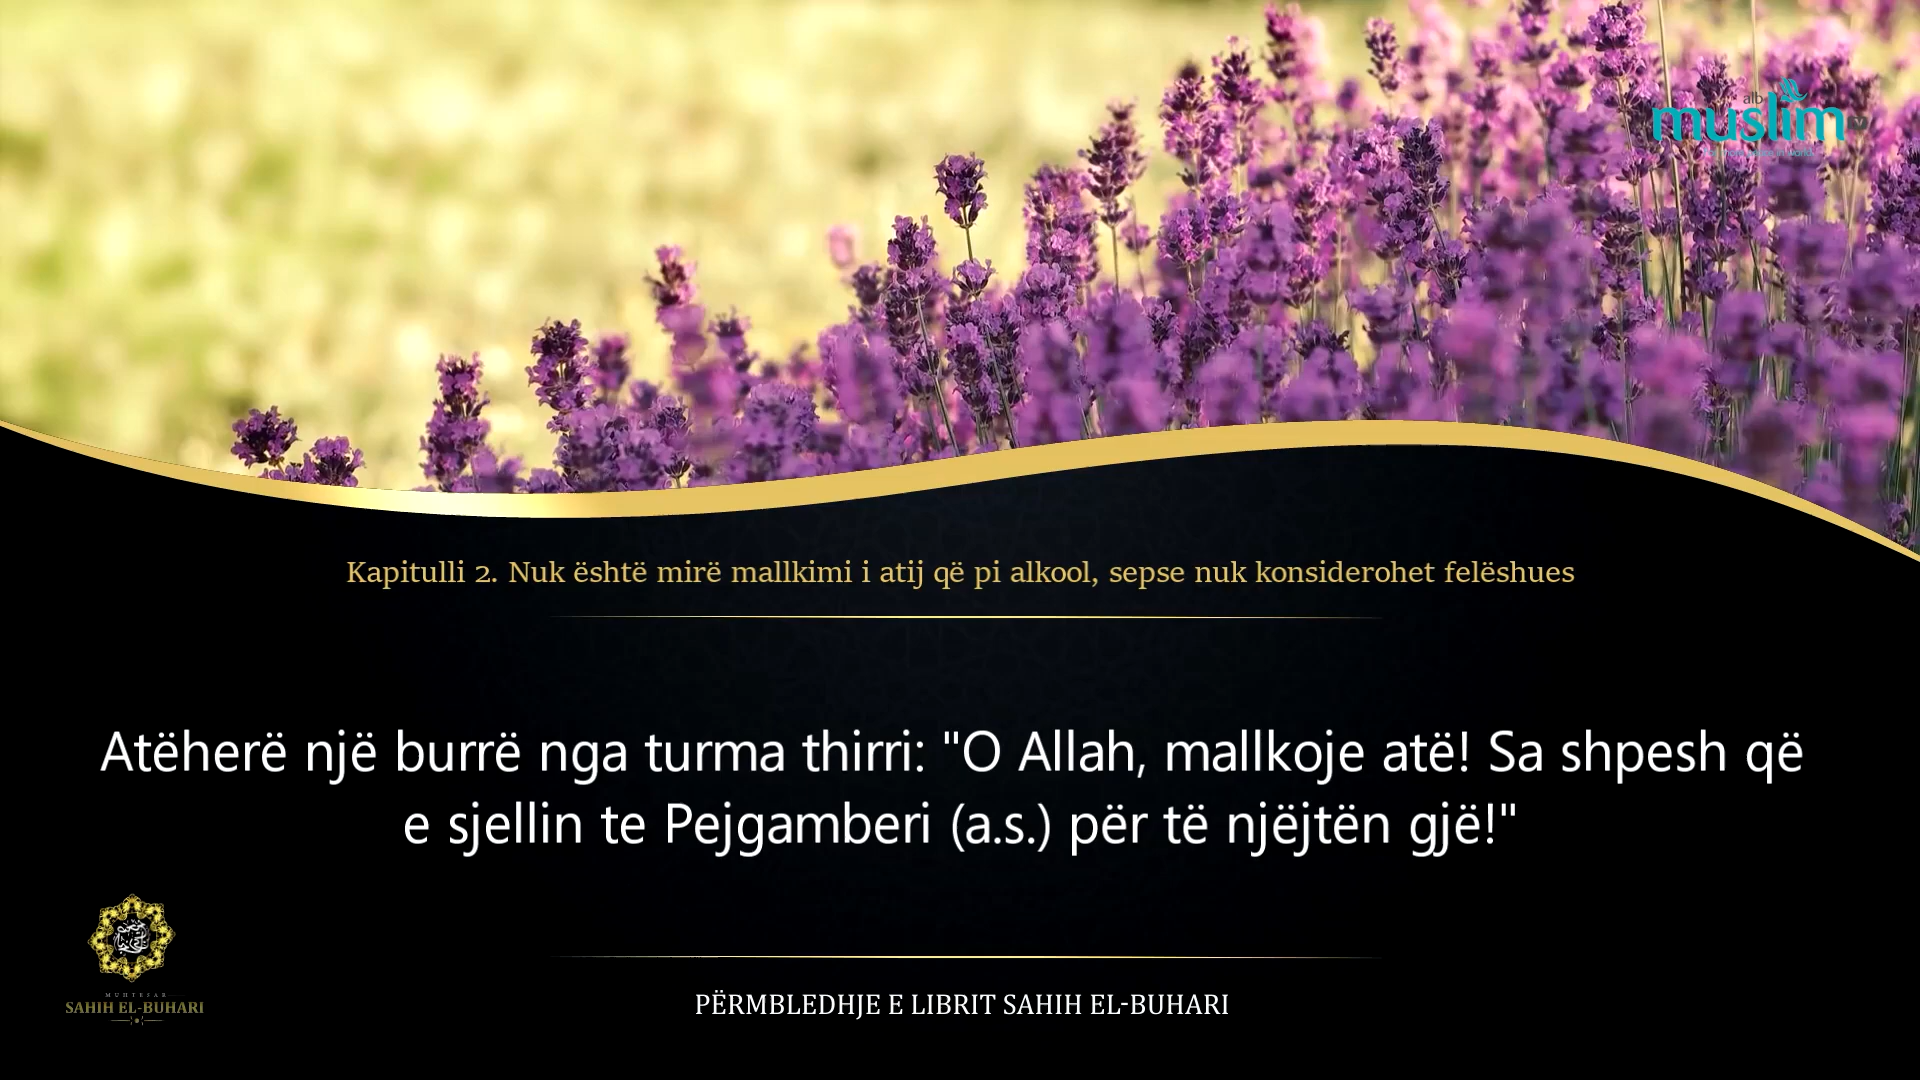 alb
muslim
Kapitulli 2. Nuk është mirë mallkimi i atij që pi alkool, sepse nuk konsiderohet felëshues
Atëherë një burrë nga turma thirri: "O Allah, mallkoje atë! Sa shpesh që
e sjellin te Pejgamberi (a.s.) për të njëjtën gjë!"
MUHTESAR
SAHIH EL-BUHARI
PËRMBLEDHJE E LIBRIT SAHIH EL-BUHARI